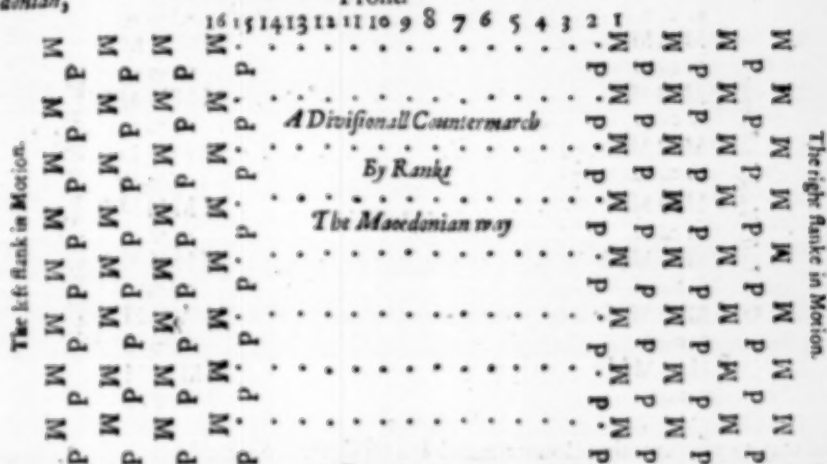 donian,
Front.
16 15 14 13 12 11 10 9 8 7 6 5 4 3 2 1
M M M M . . . . . . . . . . . . . . M M M M
P P P P P P P P
M M M M . . . . . . . . . . . . . . M M M M
A Diviſionall Countermarch
P P P P P P P P
M M M M . . . . . . . . . . . . . . M M M M
By Ranks
P P P P P P P P
M M M M . . . . . . . . . . . . . . M M M M
The Macedonian way
P P P P P P P P
M M M M . . . . . . . . . . . . . . M M M M
P P P P P P P P
M M M M . . . . . . . . . . . . . . M M M M
P P P P P P P P
M M M M . . . . . . . . . . . . . . M M M M
P P P P P P P P
M M M M . . . . . . . . . . . . . . M M M M
P P P P P P P P
The left flank in Motion.
The right flanke in Motion.